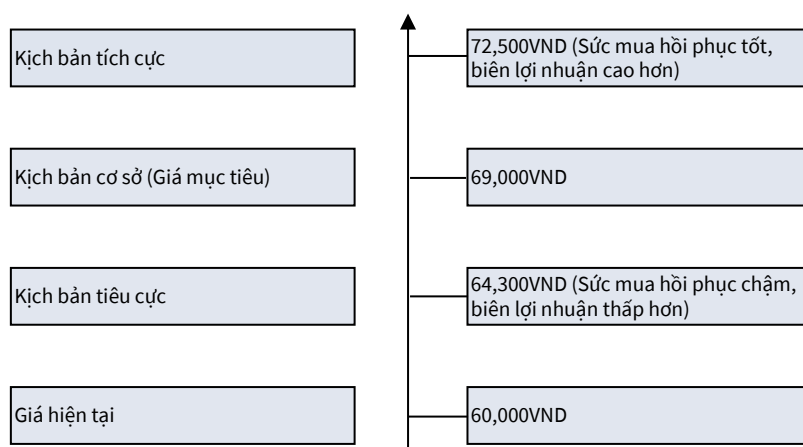 Kịch bản tích cực
72,500VND (Sức mua hồi phục tốt,
biên lợi nhuận cao hơn)
Kịch bản cơ sở (Giá mục tiêu)
69,000VND
Kịch bản tiêu cực
64,300VND (Sức mua hồi phục chậm,
biên lợi nhuận thấp hơn)
Giá hiện tại
60,000VND